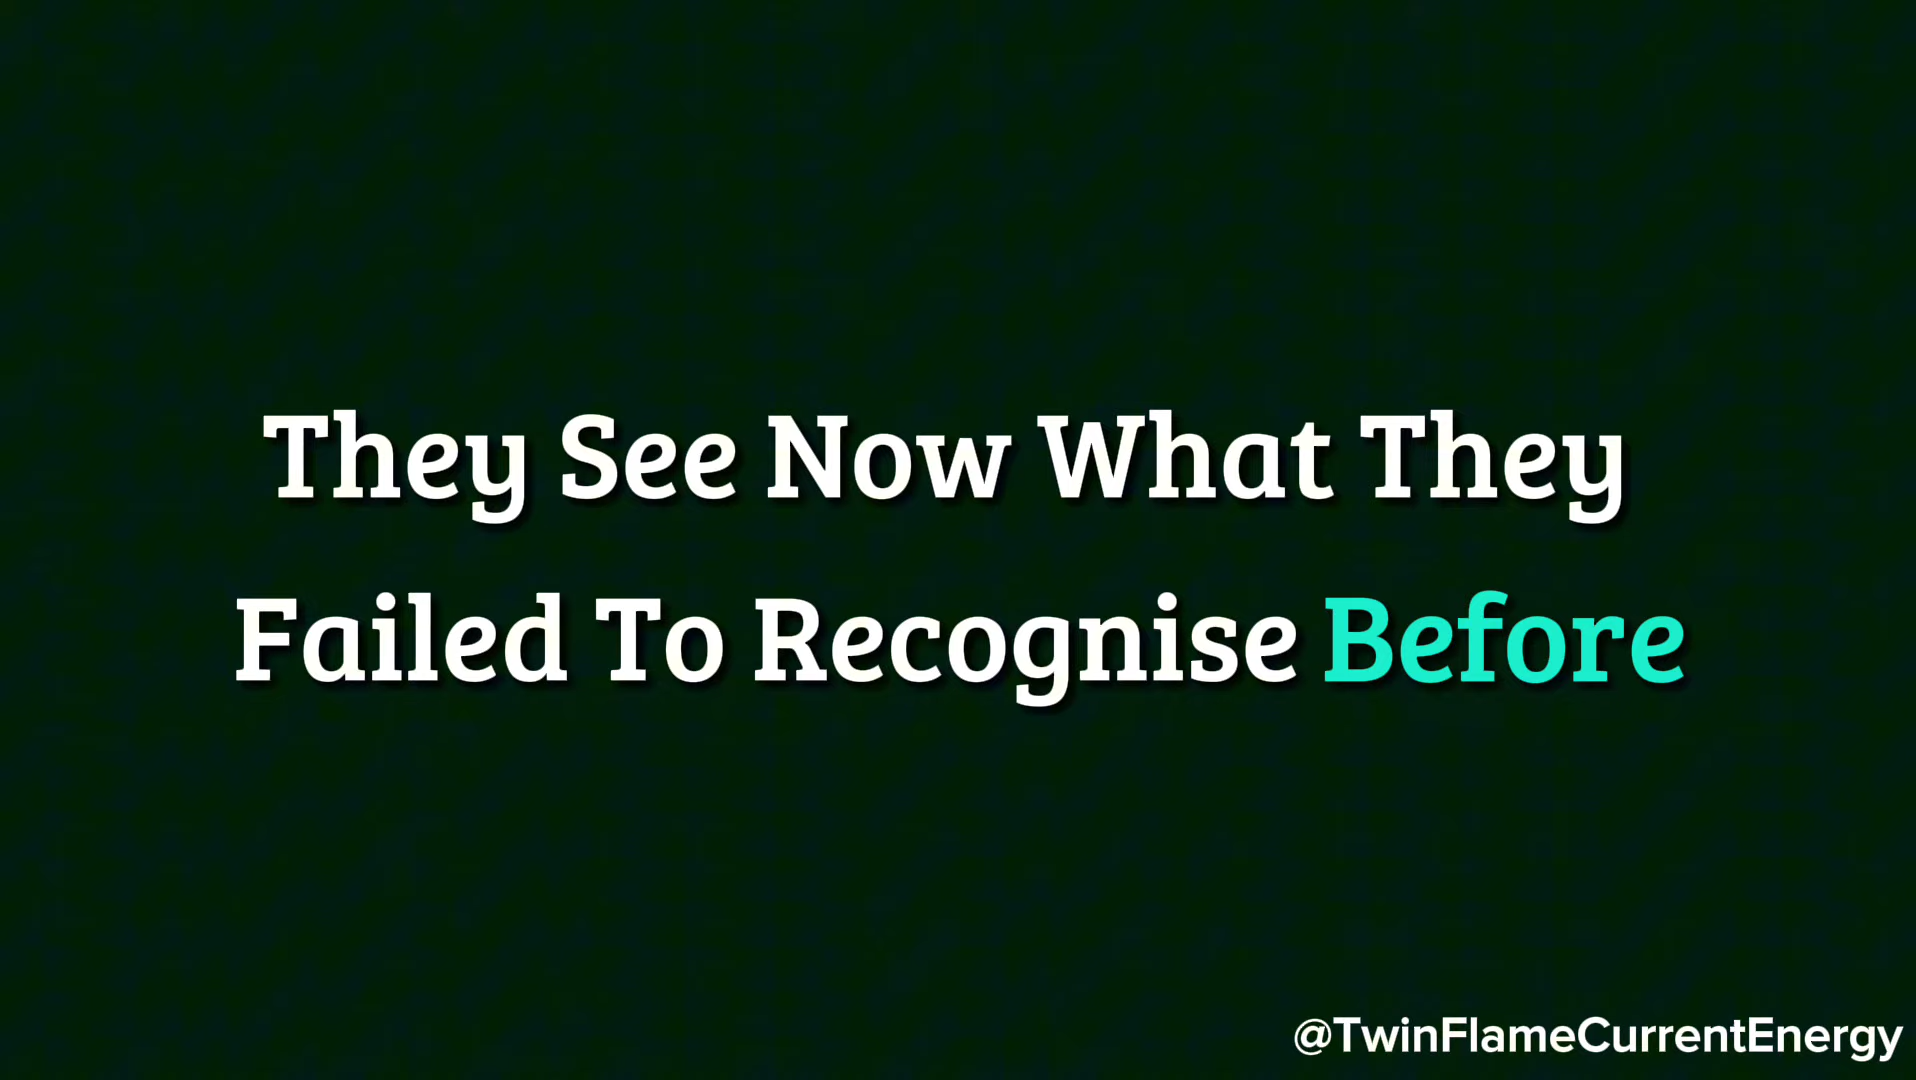 They See Now What They
Failed To Recognise Before
@TwinFlameCurrentEnergy